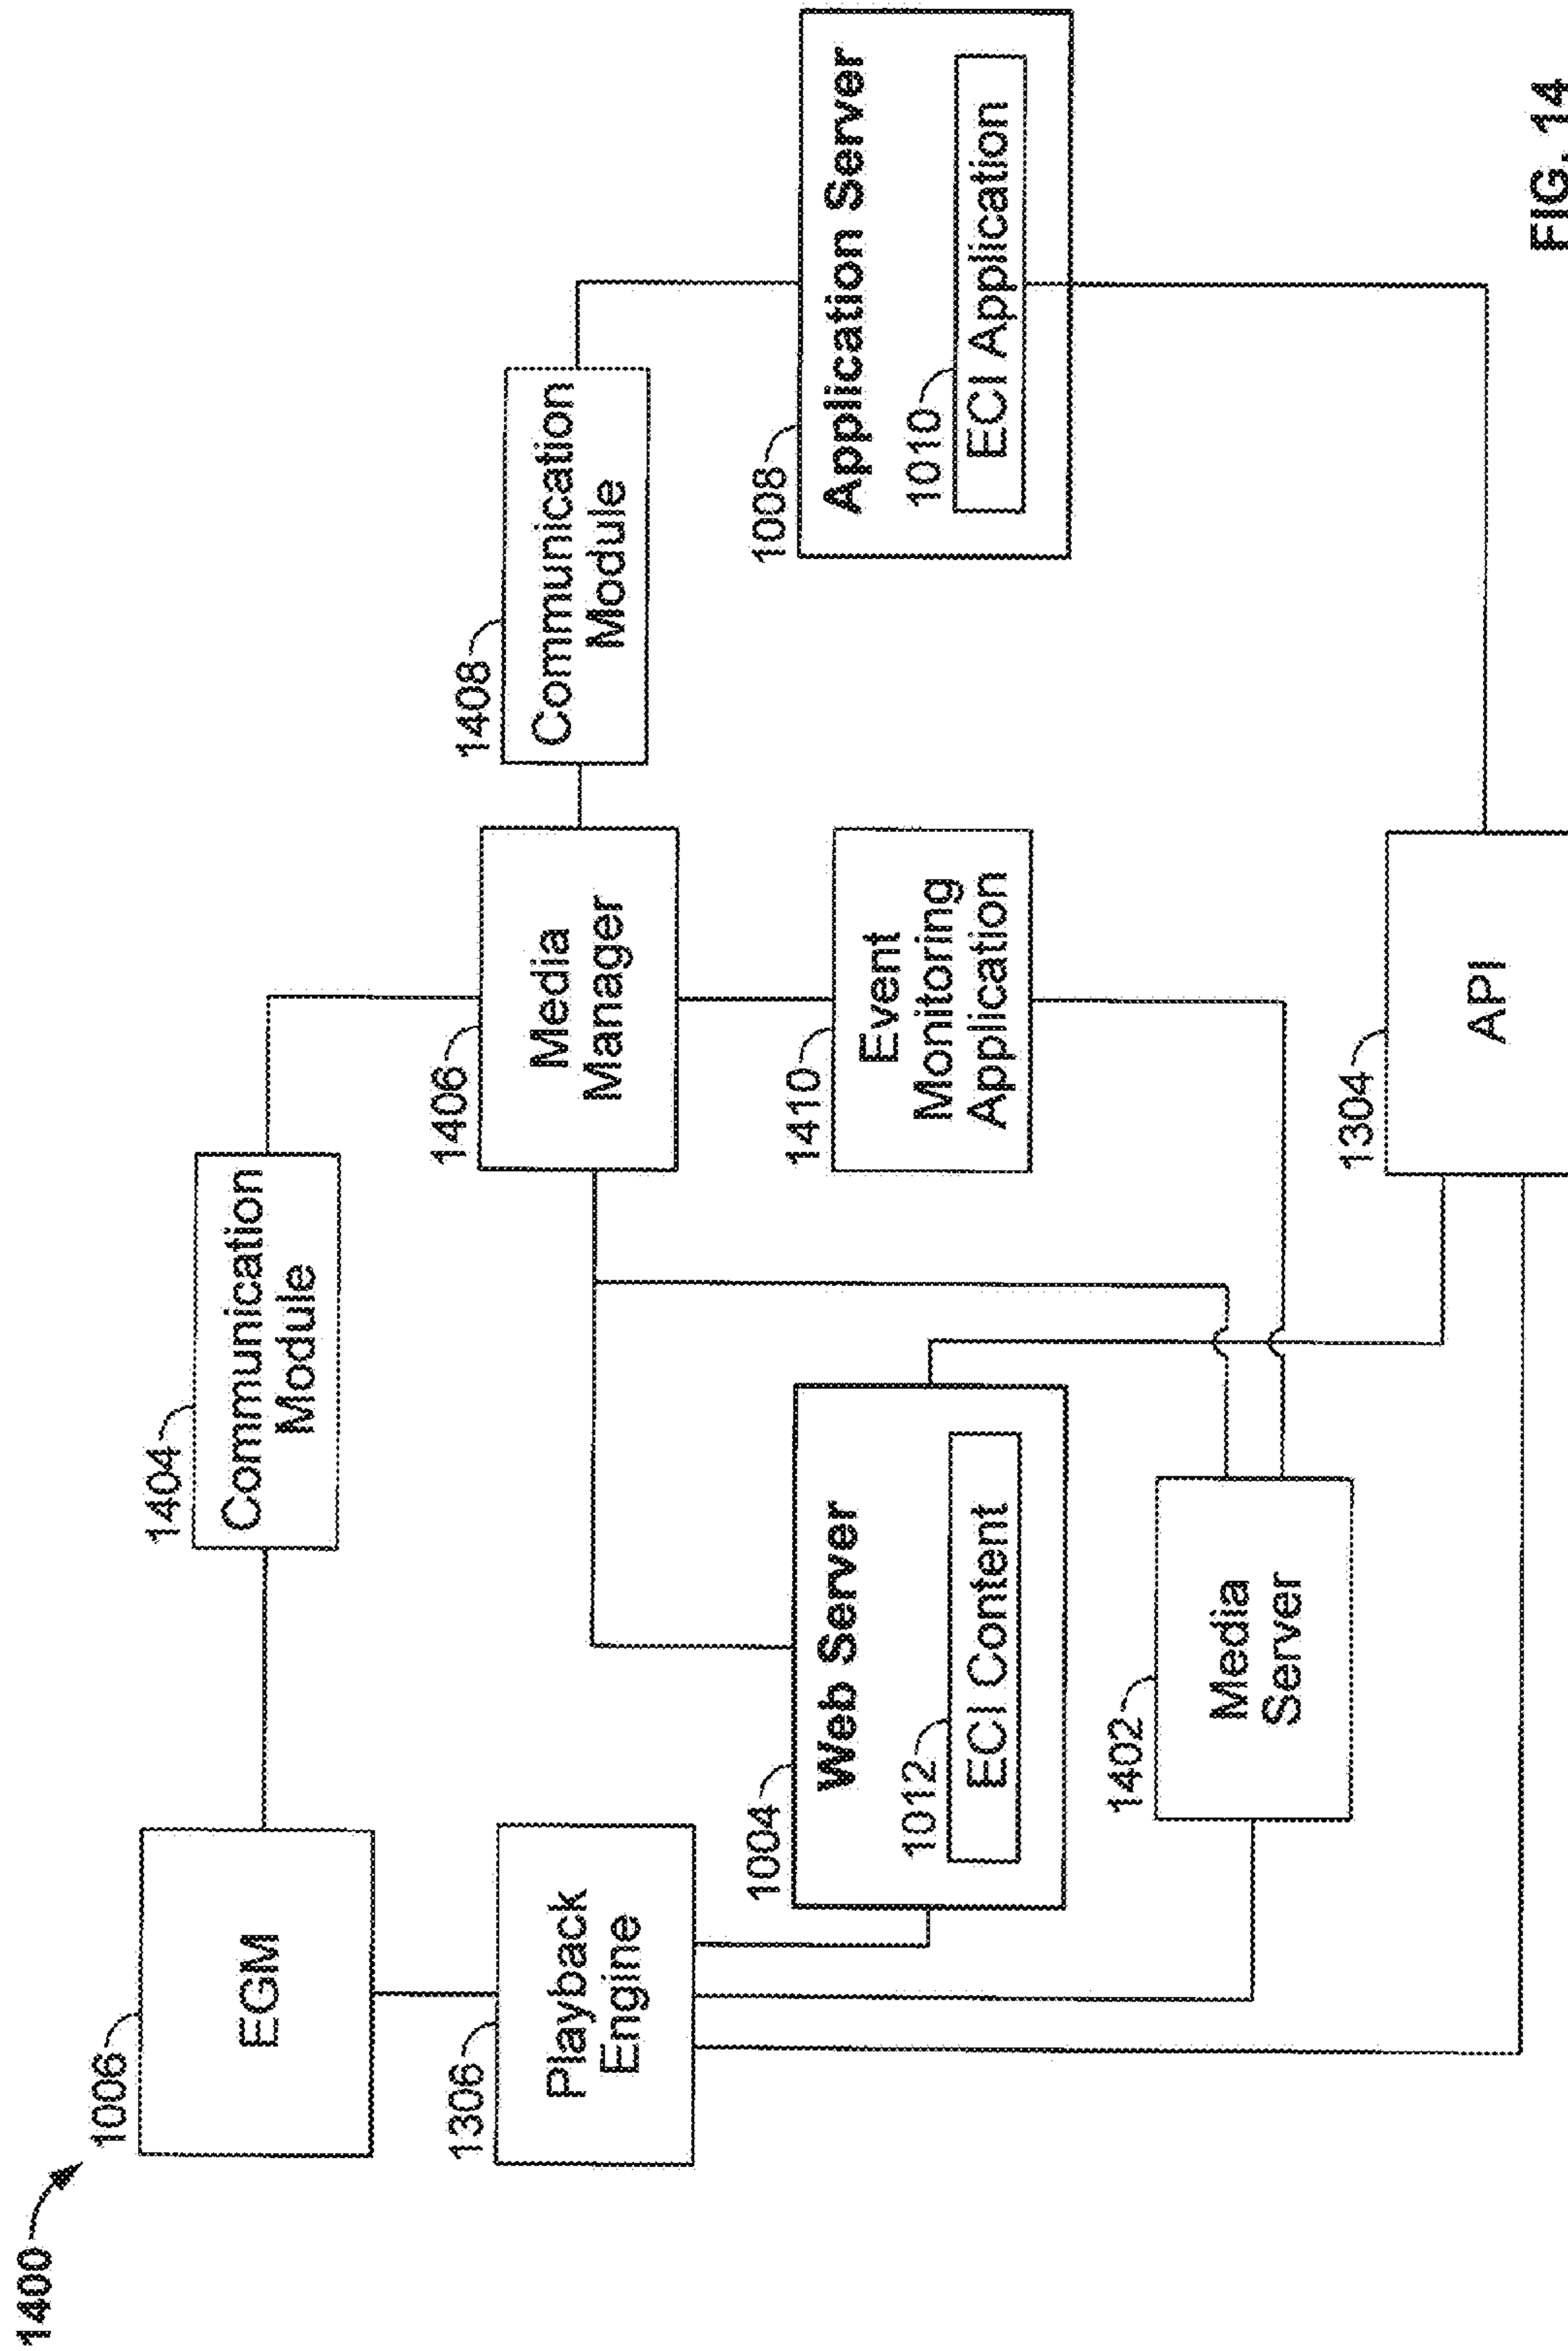 1400
1006
EGM
1404
Communication
Module
1306
Playback
Engine
1406
Media
Manager
1408
Communication
Module
1004
Web Server
1012
ECI Content
1410
Event
Monitoring
Application
1008
Application Server
1010
ECI Application
1402
Media
Server
1304
API
FIG. 14